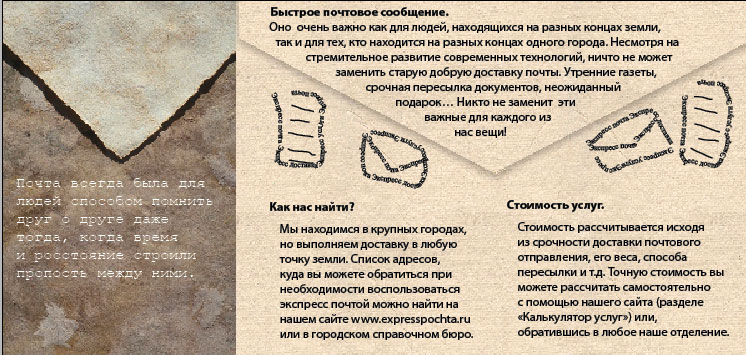 Быстрое почтовое сообщение.
Оно очень важно как для людей, находящихся на разных концах земли,
так и для тех, кто находится на разных концах одного города. Несмотря на
стремительное развитие современных технологий, ничто не может
заменить старую добрую доставку почты. Утренние газеты,
срочная пересылка документов, неожиданный
подарок... Никто не заменит эти
важные для каждого из
нас вещи!
Почта всегда была для
людей способом помнить
друг о друге даже
тогда, когда время
и росстояние строили
пропость между ними.
Как нас найти?
Мы находимся в крупных городах,
но выполняем доставку в любую
точку земли. Список адресов,
куда вы можете обратиться при
необходимости воспользоваться
экспресс почтой можно найти на
нашем сайте www.expresspochta.ru
или в городском справочном бюро.
Стоимость услуг.
Стоимость рассчитывается исходя
из срочности доставки почтового
отправления, его веса, способа
пересылки и т.д. Точную стоимость вы
можете рассчитать самостоятельно
с помощью нашего сайта (разделе
«Калькулятор услуг») или,
обратившись в любое наше отделение.